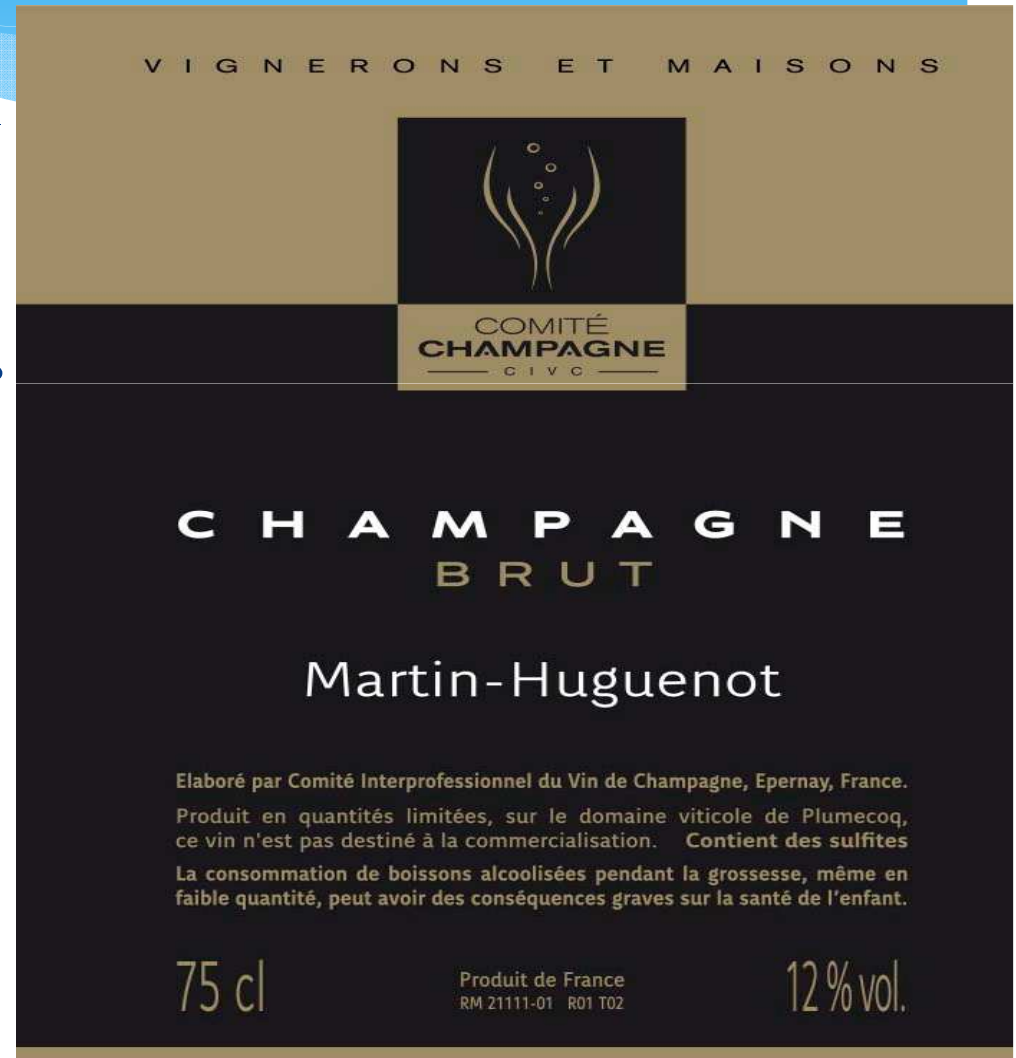 VIGNERONS ET MAISONS
COMITÉ
CHAMPAGNE
CIVC
CHAMPAGNE
BRUT
Martin-Huguenot
Elaboré par Comité Interprofessionnel du Vin de Champagne, Epernay, France.
Produit en quantités limitées, sur le domaine viticole de Plumecoq,
ce vin n'est pas destiné à la commercialisation. Contient des sulfites
La consommation de boissons alcoolisées pendant la grossesse, même en
faible quantité, peut avoir des conséquences graves sur la santé de l'enfant.
75 cl
Produit de France
12 % vol.
RM 21111-01 R01 T02